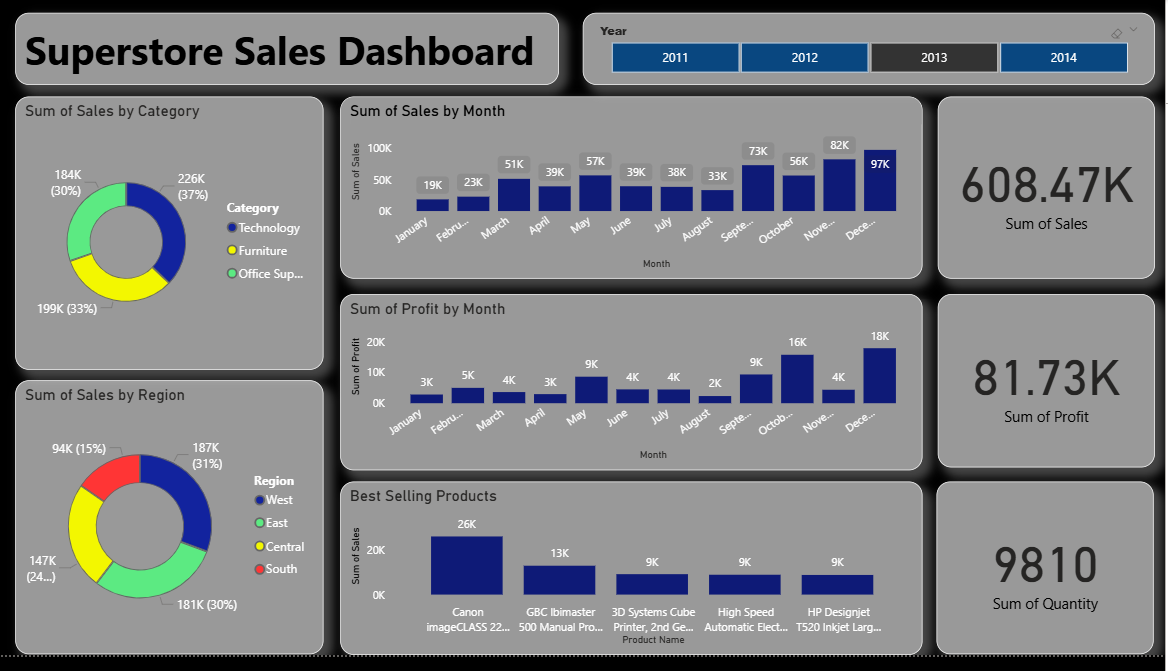 Superstore Sales Dashboard
Year
2011
2012
2013
2014
Sum of Sales by Category
184K
(30%)
226K
(37%)
199K (33%)
Category
Technology
Furniture
Office Sup...
Sum of Sales by Month
Sum of Sales
100K
50K
0K
19K
23K
51K
39K
57K
39K
38K
33K
73K
56K
82K
97K
January
Febru...
March
April
May
June
July
August
Septe...
October
Nove...
Dece...
Month
608.47K
Sum of Sales
Sum of Profit by Month
Sum of Profit
20K
10K
0K
3K
5K
4K
3K
9K
4K
4K
2K
9K
16K
4K
18K
January
Febru...
March
April
May
June
July
August
Septe...
Octob...
Nove...
Dece...
Month
81.73K
Sum of Profit
Sum of Sales by Region
94K (15%)
187K
(31%)
147K
(24...)
181K (30%)
Region
West
East
Central
South
Best Selling Products
Sum of Sales
20K
0K
26K
13K
9K
9K
9K
Canon
imageCLASS 22...
GBC Ibimaster
500 Manual Pro...
3D Systems Cube
Printer, 2nd Ge...
High Speed
Automatic Elect...
HP Designjet
T520 Inkjet Larg...
Product Name
9810
Sum of Quantity